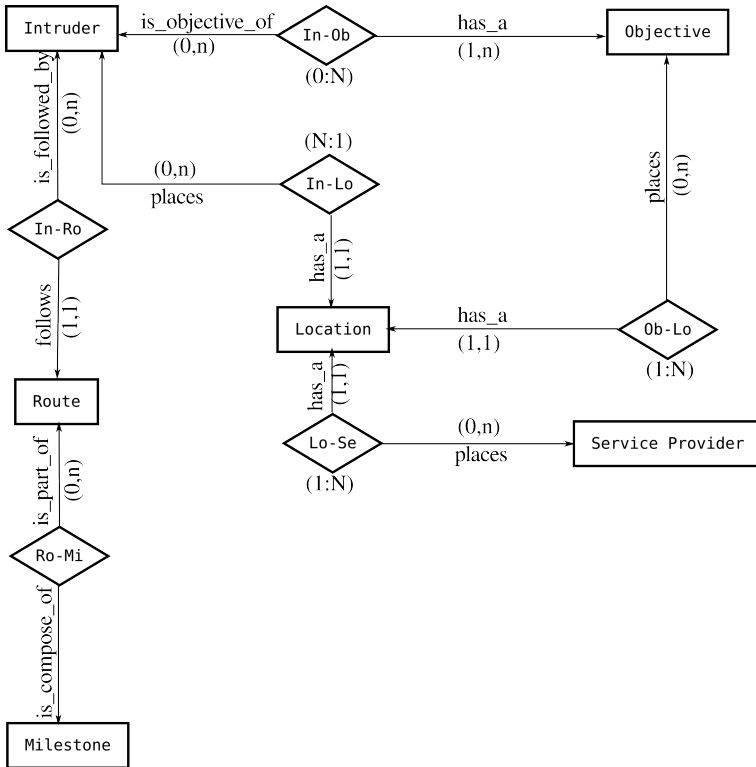 Intruder
is_objective_of
(0,n)
In-Ob
(0:N)
has_a
(1,n)
Objective
is_followed_by
(0,n)
(0,n)
places
(N:1)
In-Lo
places
(0,n)
In-Ro
has_a
(1,1)
follows
(1,1)
Location
has_a
(1,1)
Ob-Lo
(1:N)
Route
has_a
(1,1)
Lo-Se
(1:N)
(0,n)
places
Service Provider
is_part_of
(0,n)
Ro-Mi
is_compose_of
Milestone